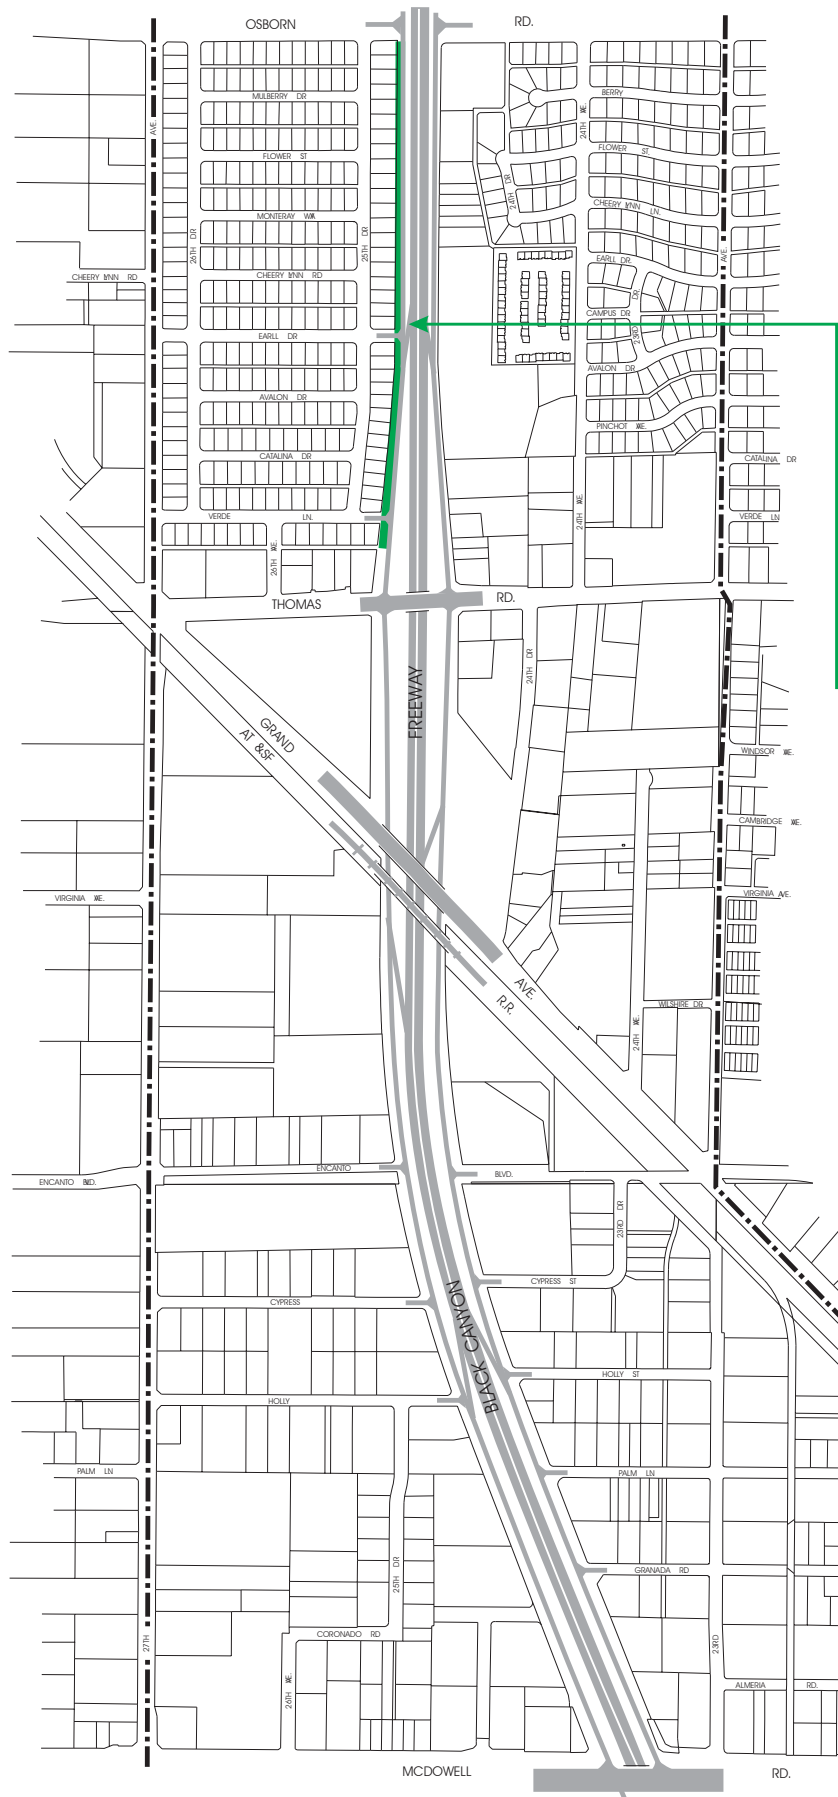 OSBORN RD.
MULBERRY DR
BERRY
AVE.
24TH AVE.
FLOWER ST
FLOWER ST.
24TH DR
MONTERAY WA
CHEERY LYNN LN.
26TH DR
25TH DR
AVE.
EARLL DR.
CHEERY LYNN RD
CHEERY LYNN RD
DR.
CAMPUS DR
23RD
EARLL DR
AVALON DR
AVALON DR
PINCHOT AVE.
CATALINA DR
CATALINA DR
24TH AVE.
VERDE LN.
VERDE LN
26TH AVE.
THOMAS RD.
24TH DR
FREEWAY
GRAND
AT &SF
WINDSOR AVE.
CAMBRIDGE AVE.
VIRGINIA AVE.
VIRGINIA AVE.
AVE.
R.R.
WILSHIRE DR
24TH AVE.
ENCANTO BLVD.
ENCANTO BLVD.
23RD DR
CYPRESS ST
CYPRESS
BLACK CANYON
HOLLY ST
HOLLY
PALM LN
PALM LN
25TH DR
GRANADA RD
27TH
CORONADO RD
23RD
26TH AVE.
ALMERIA RD.
MCDOWELL RD.